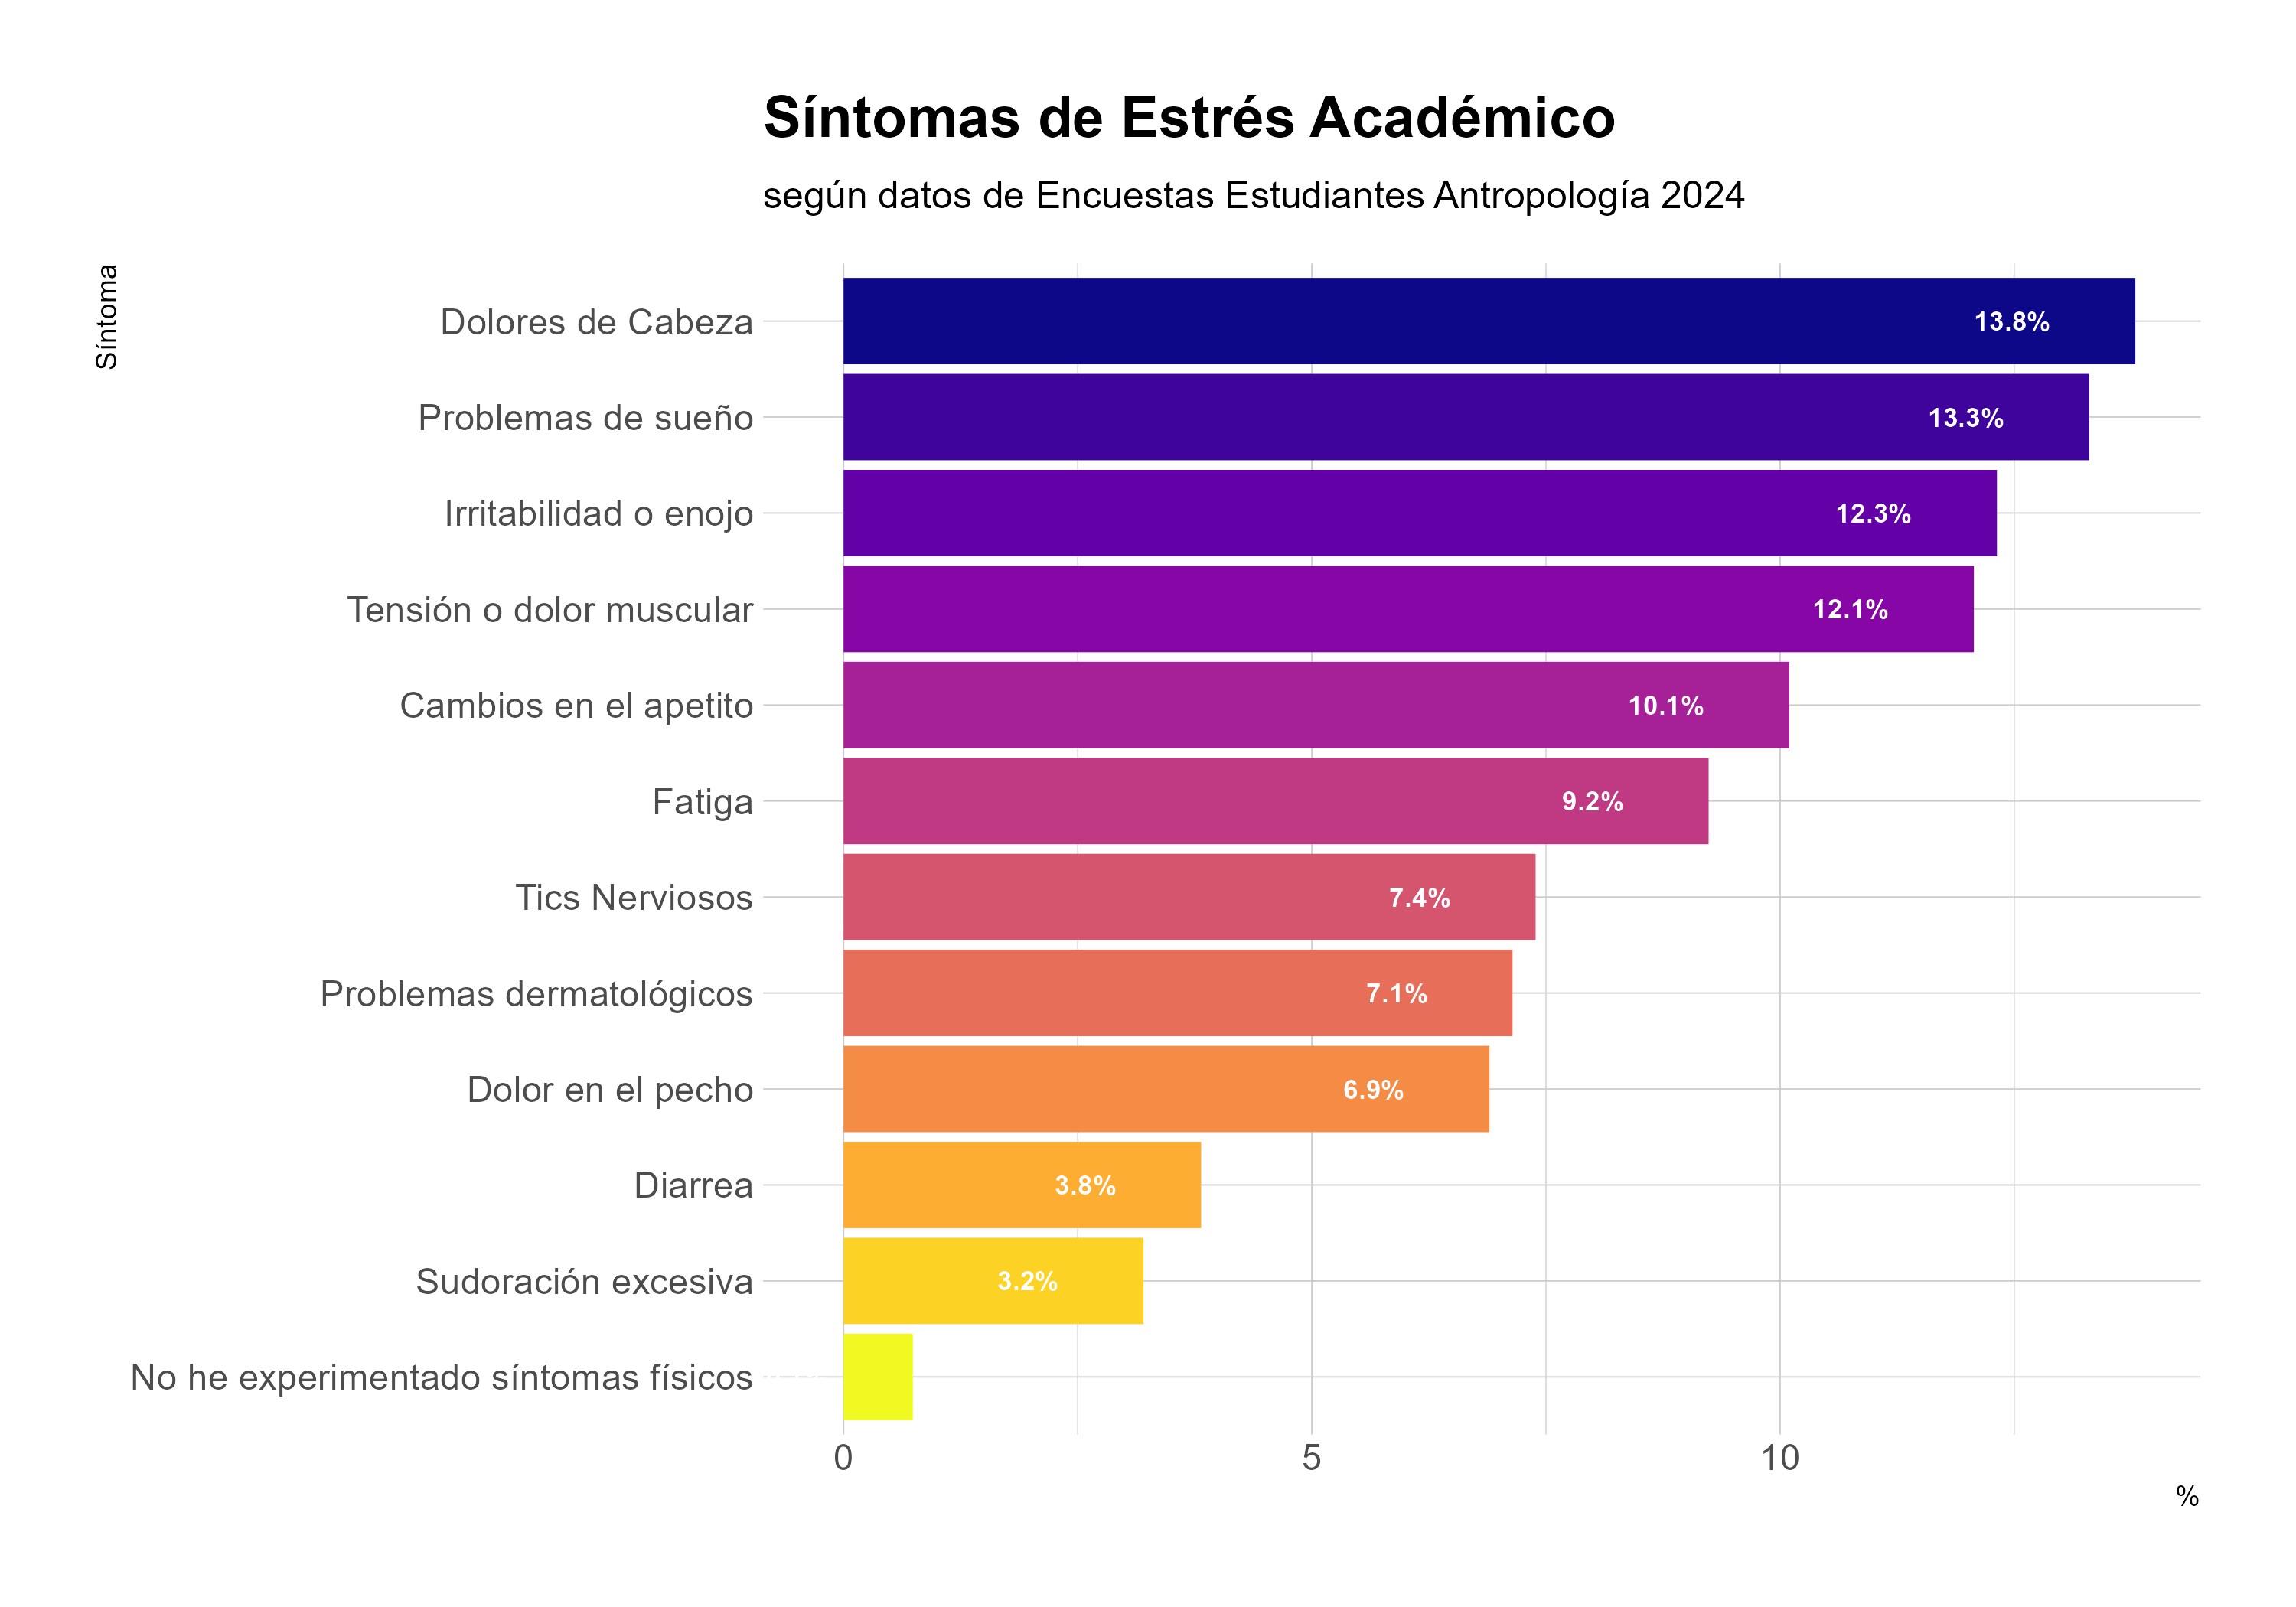 Síntomas de Estrés Académico
según datos de Encuestas Estudiantes Antropología 2024
Síntoma
Dolores de Cabeza 13.8%
Problemas de sueño 13.3%
Irritabilidad o enojo 12.3%
Tensión o dolor muscular 12.1%
Cambios en el apetito 10.1%
Fatiga 9.2%
Tics Nerviosos 7.4%
Problemas dermatológicos 7.1%
Dolor en el pecho 6.9%
Diarrea 3.8%
Sudoración excesiva 3.2%
No he experimentado síntomas físicos
0 5 10
%